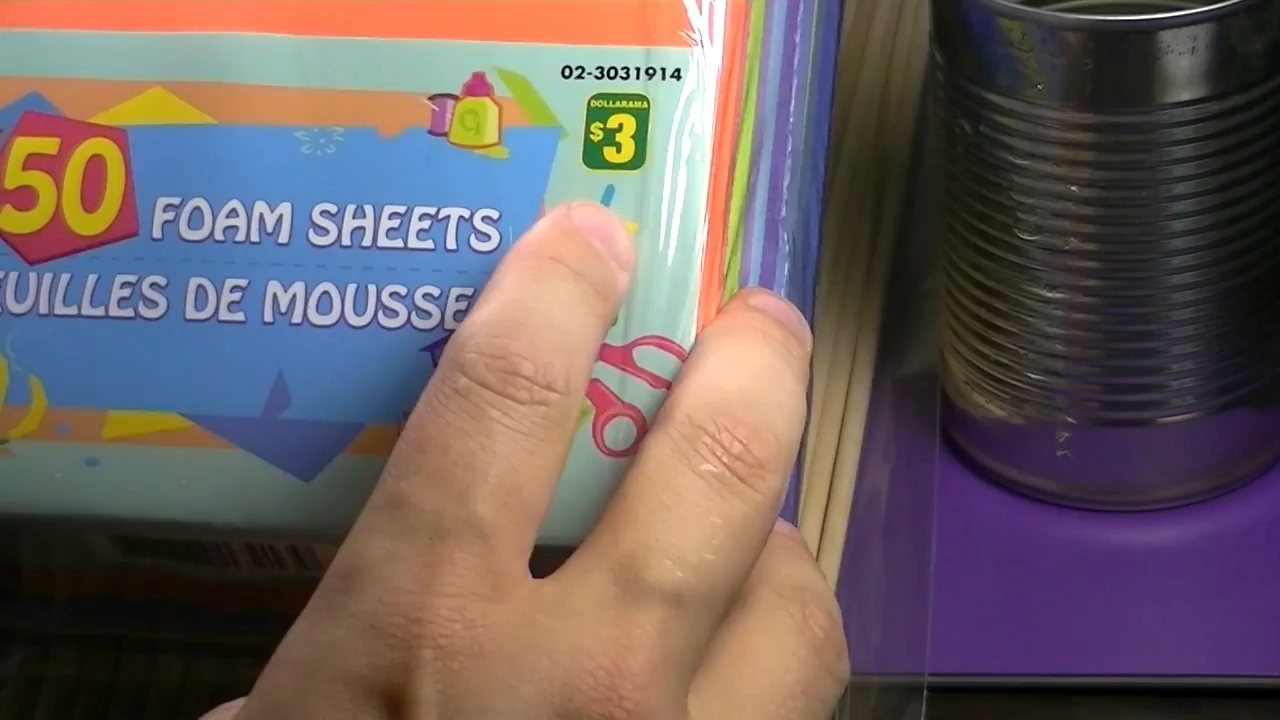 02-3031914
DOLLARAMA
$3
50
FOAM SHEETS
EUILLES DE MOUSSE